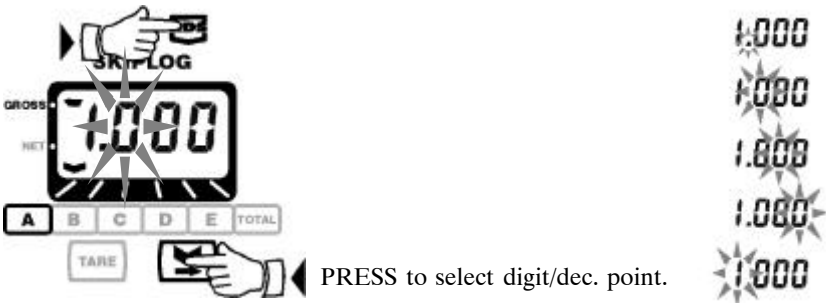 SKIPLOG
GROSS
NET
1.000
A B C D E TOTAL
TARE
PRESS to select digit/dec. point.
1.000
1.000
1.000
1.000
1.000